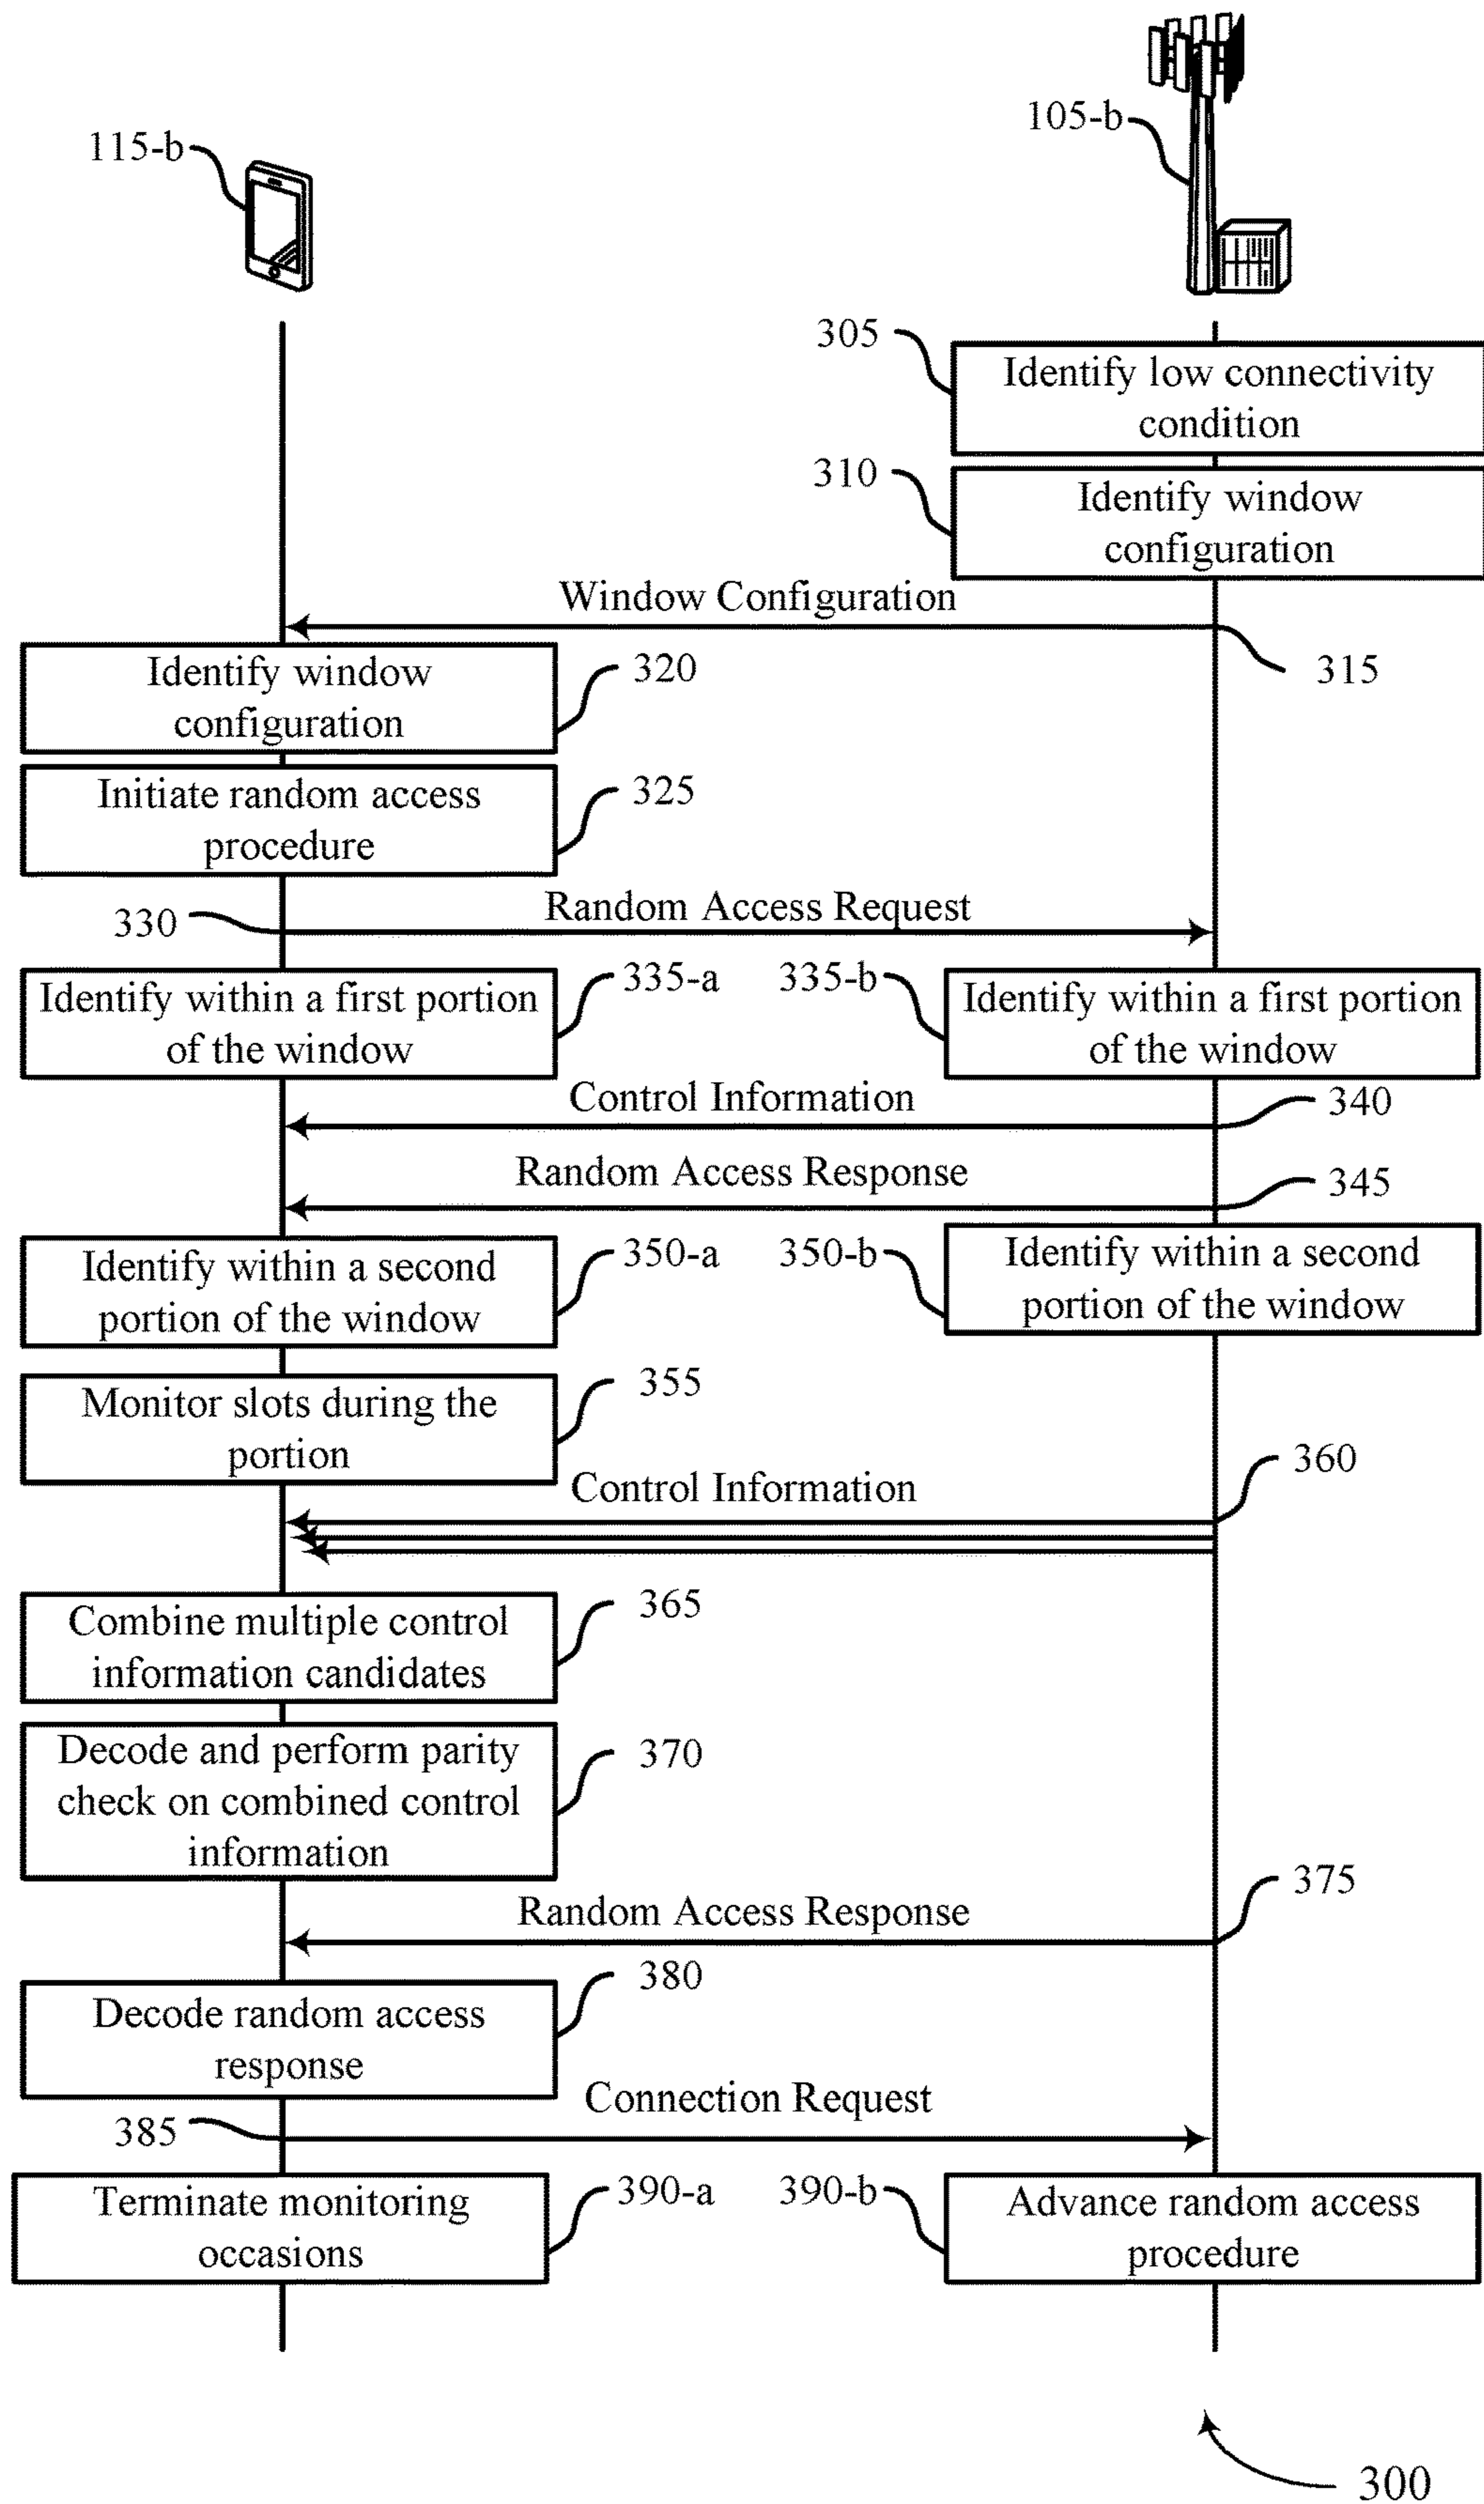 105-b
115-b
305
Identify low connectivity
condition
310
Identify window
configuration
Window Configuration
315
Identify window
configuration
320
Initiate random access
procedure
325
Random Access Request
330
Identify within a first portion
of the window
335-a
335-b
Identify within a first portion
of the window
Control Information
340
Random Access Response
345
Identify within a second
portion of the window
350-a
350-b
Identify within a second
portion of the window
Monitor slots during the
portion
355
Control Information
360
Combine multiple control
information candidates
365
Decode and perform parity
check on combined control
information
370
Random Access Response
375
Decode random access
response
380
Connection Request
385
Terminate monitoring
occasions
390-a
390-b
Advance random access
procedure
300